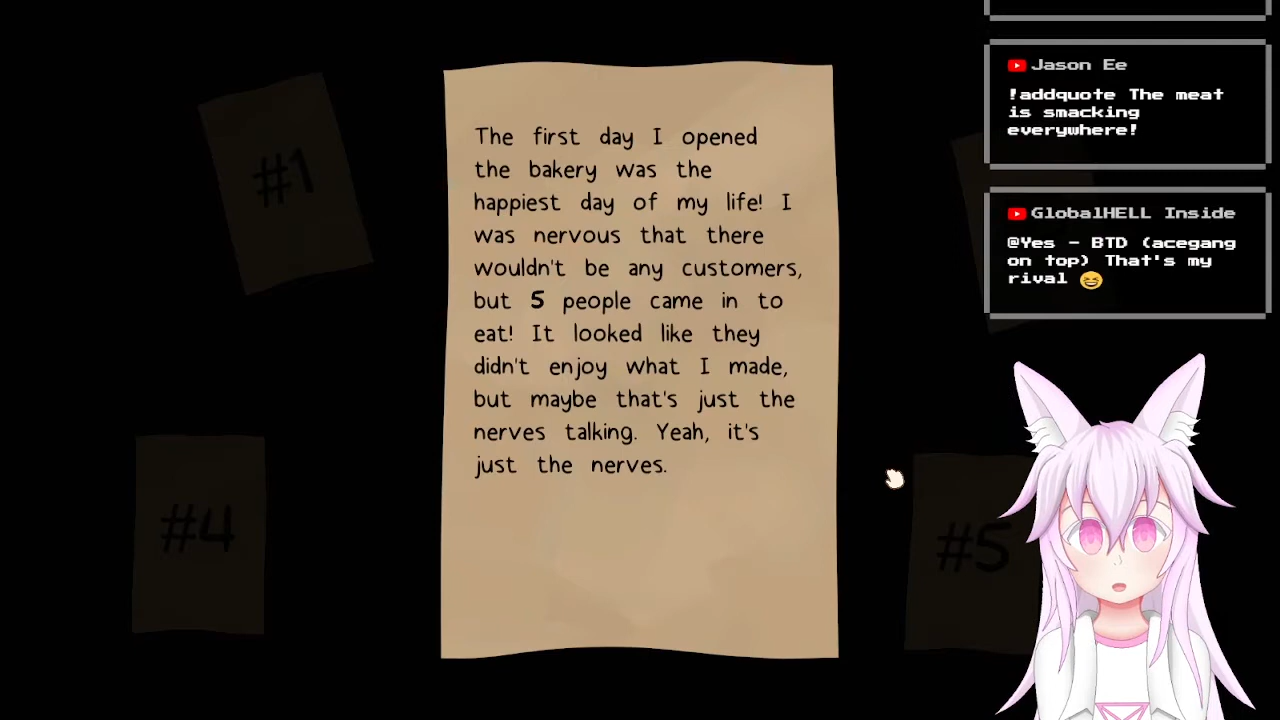 #1
The first day I opened
the bakery was the
happiest day of my life! I
was nervous that there
wouldn't be any customers,
but 5 people came in to
eat! It looked like they
didn't enjoy what I made,
but maybe that's just the
nerves talking. Yeah, it's
just the nerves.
#4
#5
Jason Ee
!addquote The meat
is smacking
everywhere!
GlobalHELL Inside
@Yes - BTD (acegang
on top) That's my
rival 😆